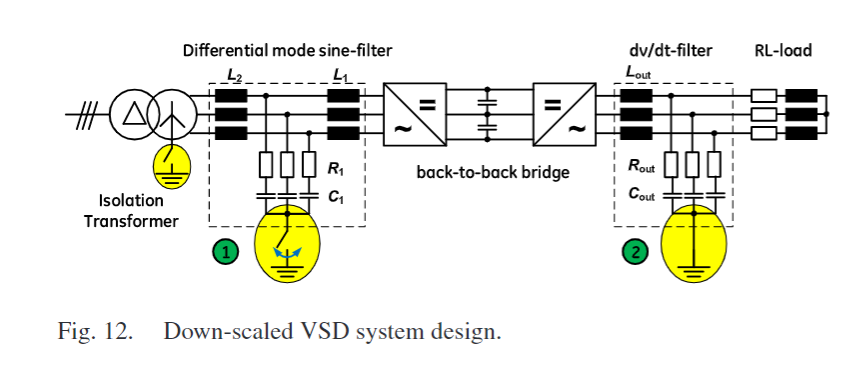 Differential mode sine-filter
dv/dt-filter
RL-load
L2
L1
Lout
Δ
=
~
=
~
R1
C1
back-to-back bridge
Rout
Cout
Isolation
Transformer
1
2
Fig. 12. Down-scaled VSD system design.